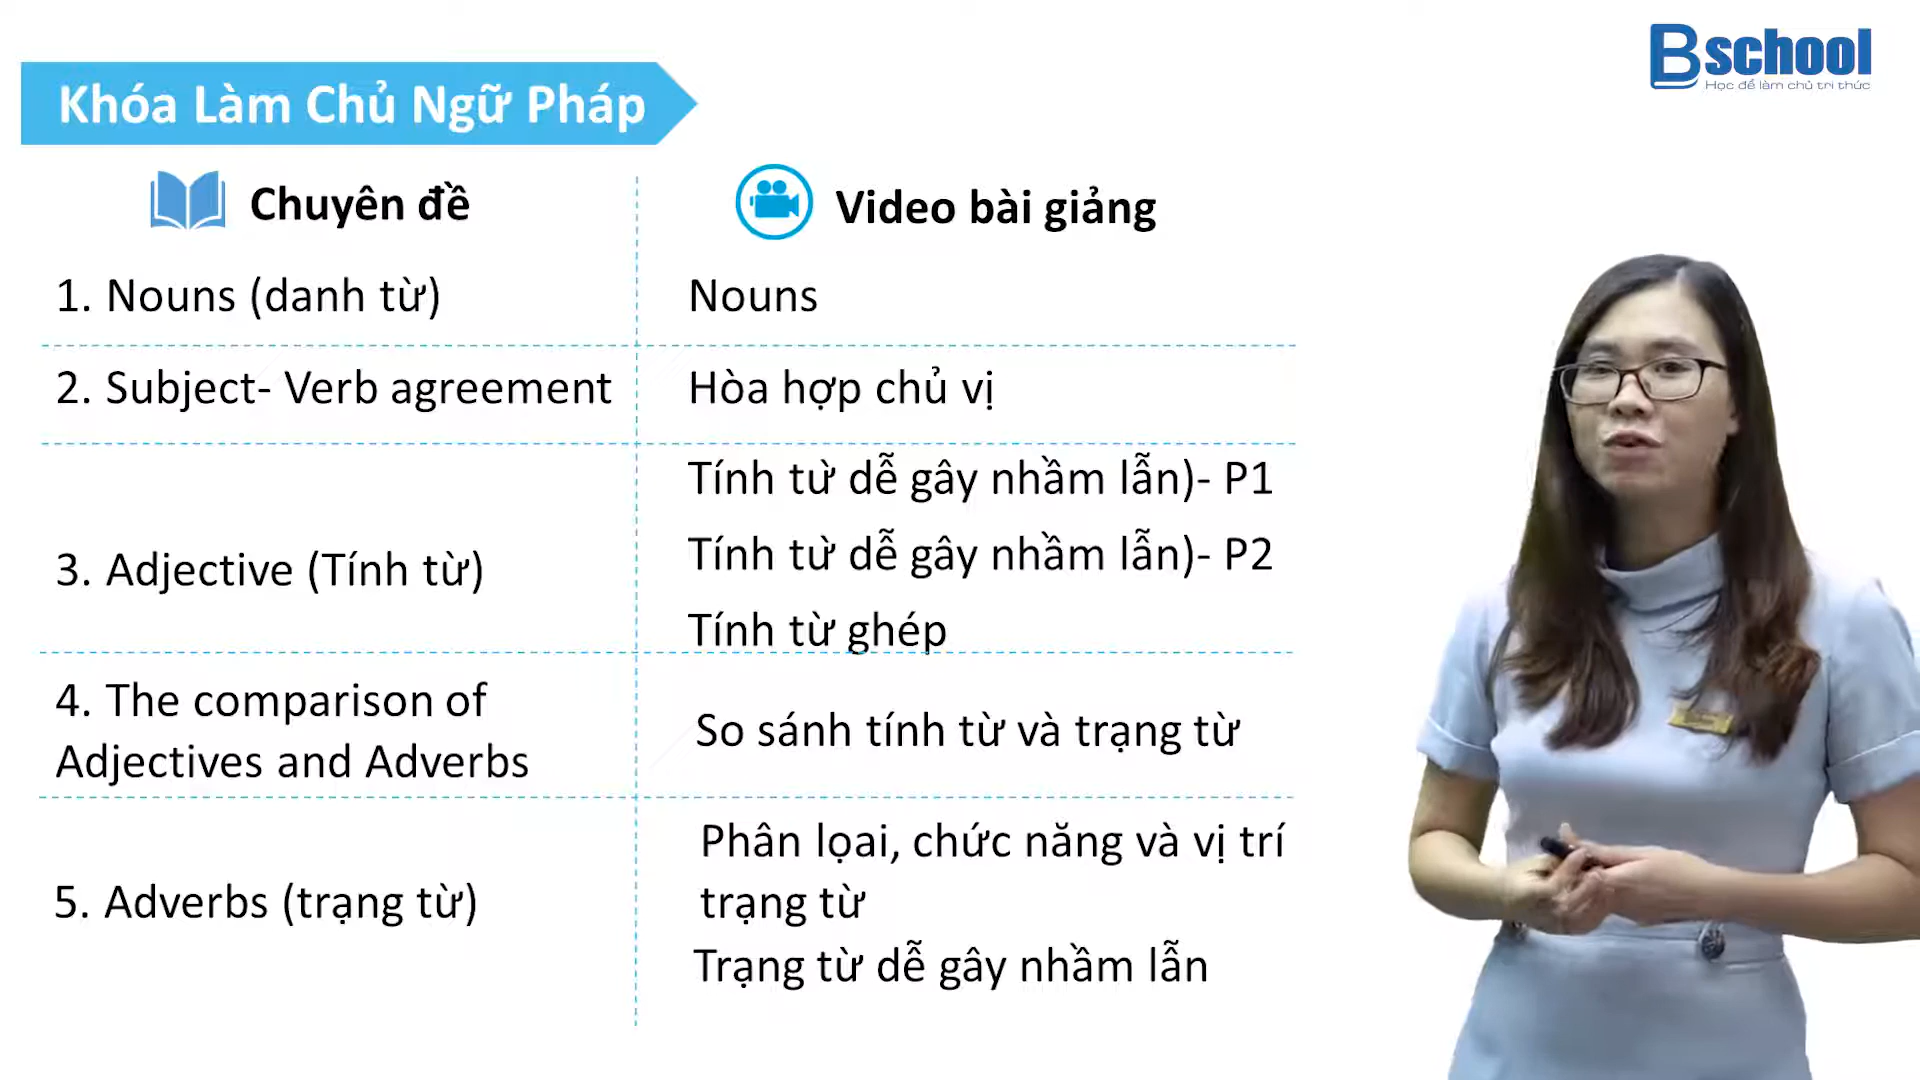 Bschool
Học để làm chủ tri thức
Khóa Làm Chủ Ngữ Pháp
Chuyên đề
Video bài giảng
1. Nouns (danh từ)
Nouns
2. Subject- Verb agreement
Hòa hợp chủ vị
3. Adjective (Tính từ)
Tính từ dễ gây nhầm lẫn)- P1
Tính từ dễ gây nhầm lẫn)- P2
Tính từ ghép
4. The comparison of
Adjectives and Adverbs
So sánh tính từ và trạng từ
5. Adverbs (trạng từ)
Phân lọai, chức năng và vị trí
trạng từ
Trạng từ dễ gây nhầm lẫn